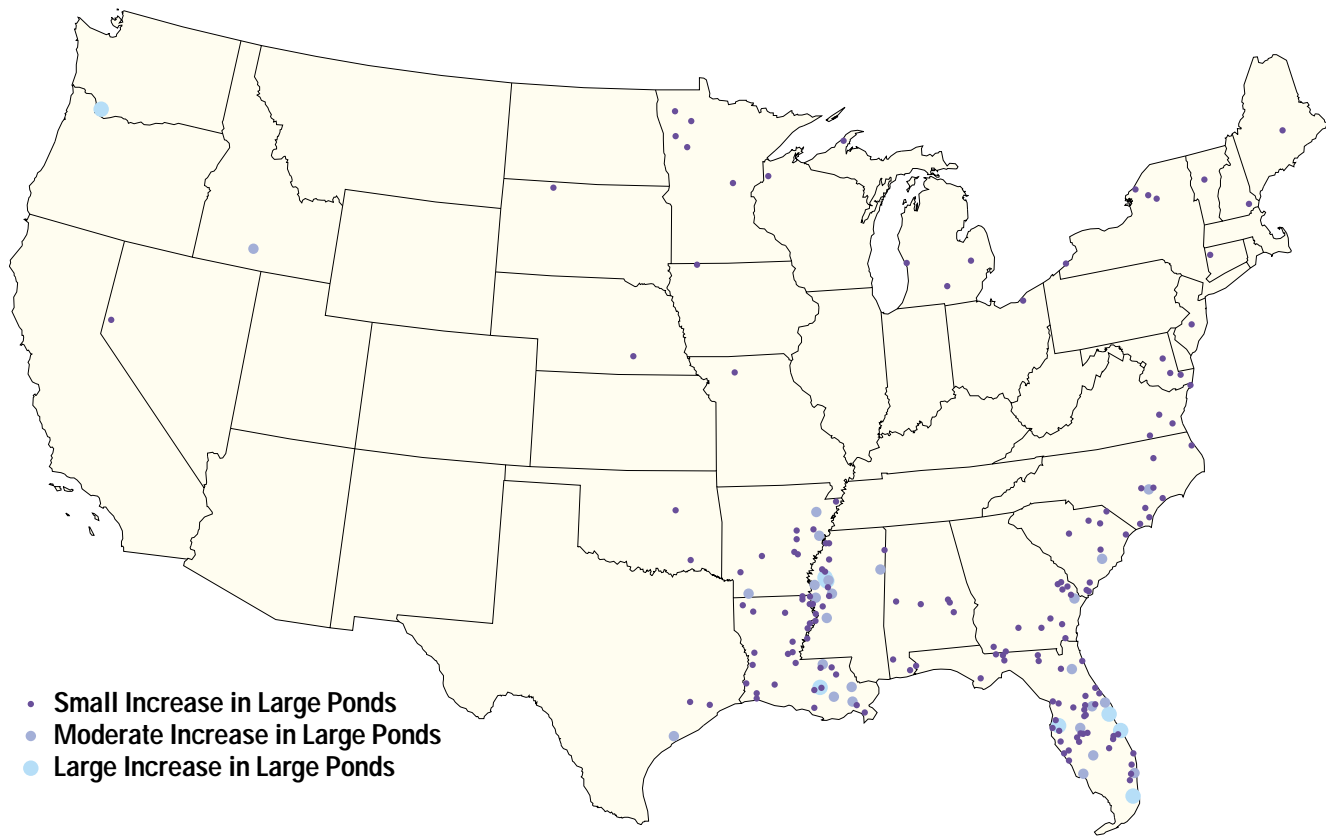 Small Increase in Large Ponds
Moderate Increase in Large Ponds
Large Increase in Large Ponds